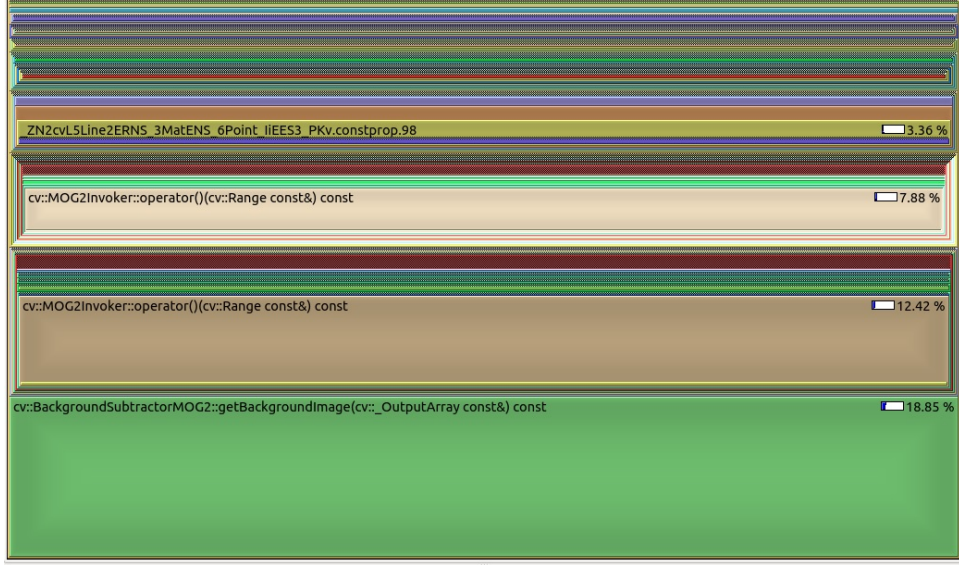 _ZN2cvL5Line2ERNS_3MatENS_6Point_IiEES3_PKv.constprop.98 3.36 %
cv::MOG2Invoker::operator()(cv::Range const&) const 7.88 %
cv::MOG2Invoker::operator()(cv::Range const&) const 12.42 %
cv::BackgroundSubtractorMOG2::getBackgroundImage(cv::_OutputArray const&) const 18.85 %